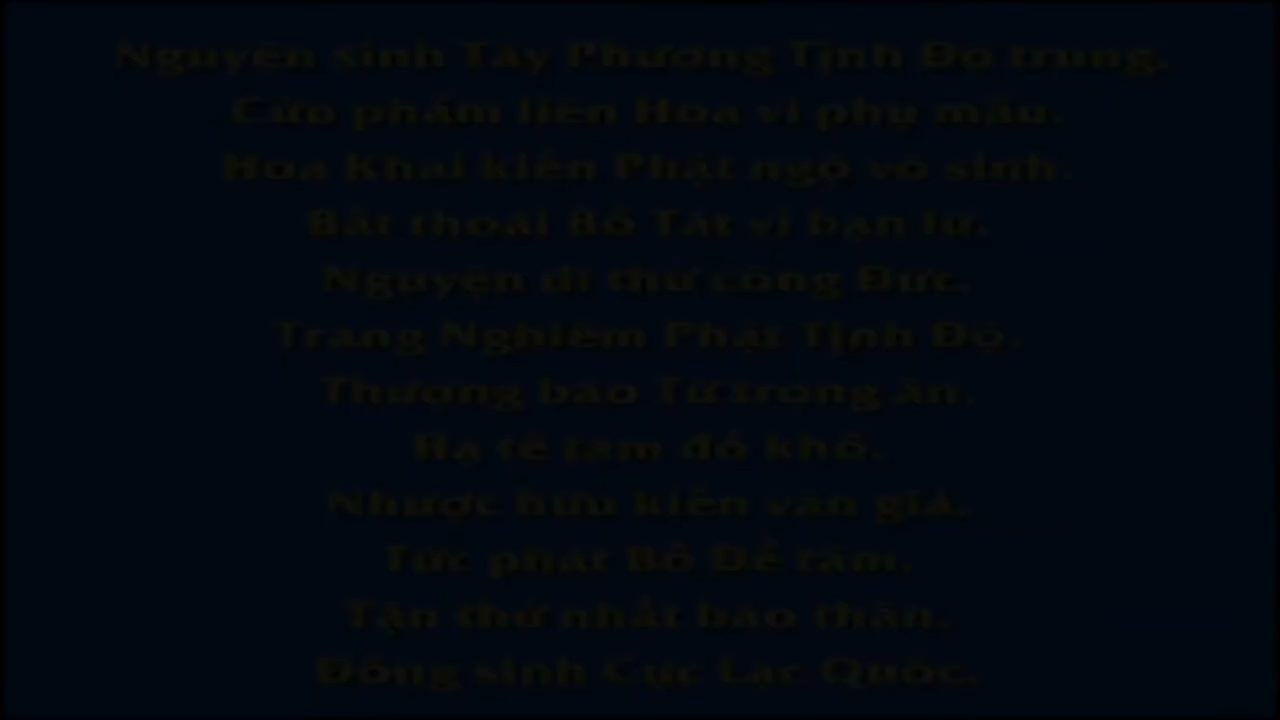 Nguyện sinh Tây Phương Tịnh Độ trung.
Cửu phẩm liên Hoa vi phụ mẫu.
Hoa Khai kiến Phật ngộ vô sinh.
Bất thoái Bồ Tát vi bạn lữ.
Nguyện dĩ thử công Đức.
Trang Nghiêm Phật Tịnh Độ.
Thượng báo Tứ trọng ân.
Hạ tế tam đồ khổ.
Nhược hữu kiến văn giả.
Tức phát Bồ Đề tâm.
Tận thử nhất báo thân.
Đồng sinh Cực Lạc Quốc.